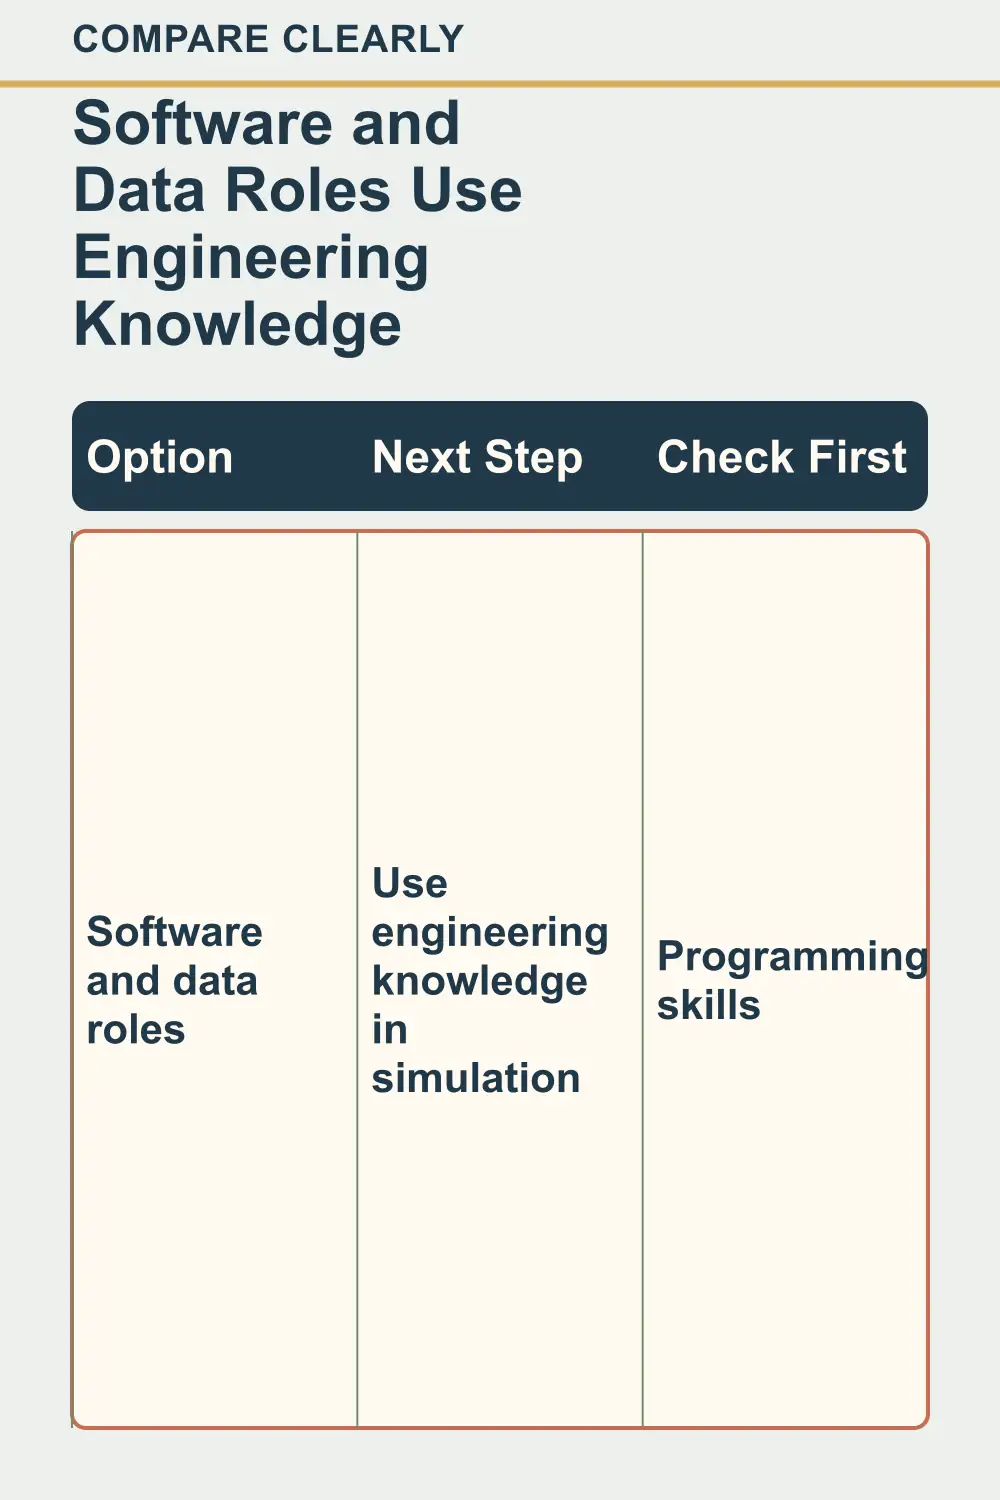 COMPARE CLEARLY
Software and
Data Roles Use
Engineering
Knowledge
Option
Next Step
Check First
Software
and data
roles
Use
engineering
knowledge
in
simulation
Programming
skills